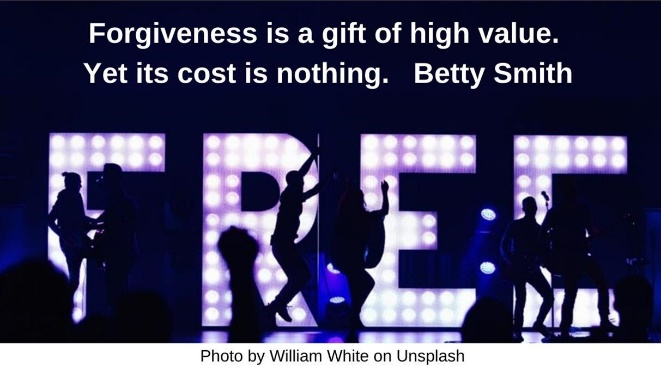 Forgiveness is a gift of high value.
Yet its cost is nothing.   Betty Smith
FREE
Photo by William White on Unsplash